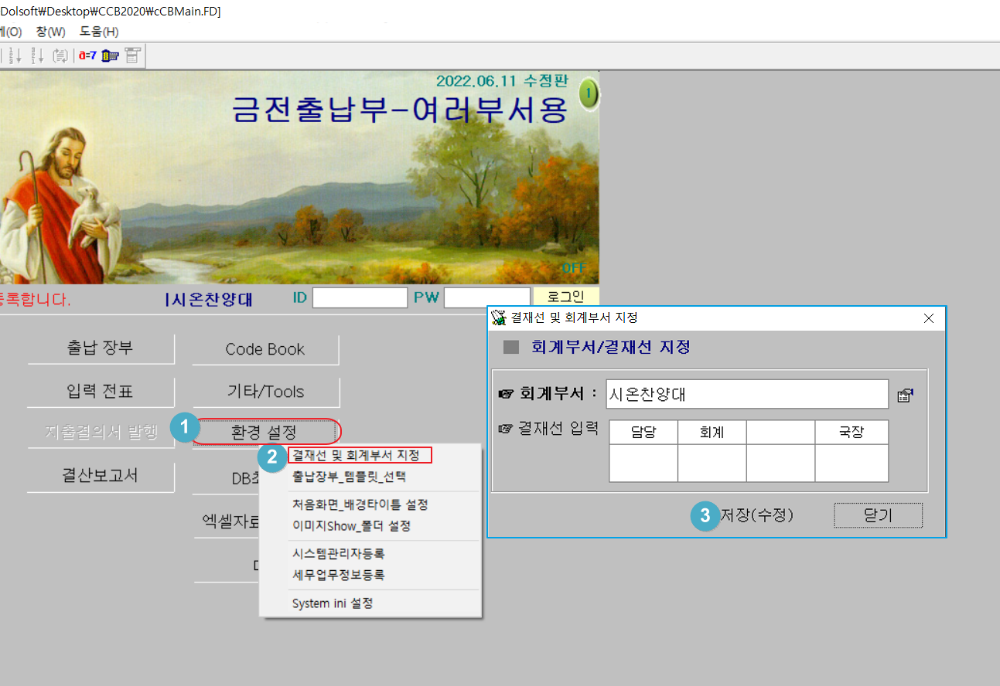 Dolsoft₩Desktop₩CCB2020₩cCBMain.FD]
(O) 창(W) 도움(H)
a=7
2022.06.11 수정판
1
금전출납부-여러부서용
OFF
등록합니다. |시온찬양대 ID PW 로그인
출납 장부 Code Book
입력 전표 기타/Tools
지출결의서 발행 1 환경 설정
결산보고서
엑셀자료
2 결재선 및 회계부서 지정
출납장부_템플릿_선택
처음화면_배경타이틀 설정
이미지Show_폴더 설정
시스템관리자등록
세무업무정보등록
System ini 설정
결재선 및 회계부서 지정
회계부서/결재선 지정
☞ 회계부서 : 시온찬양대
☞ 결재선 입력 담당 회계 국장
3 저장(수정) 닫기